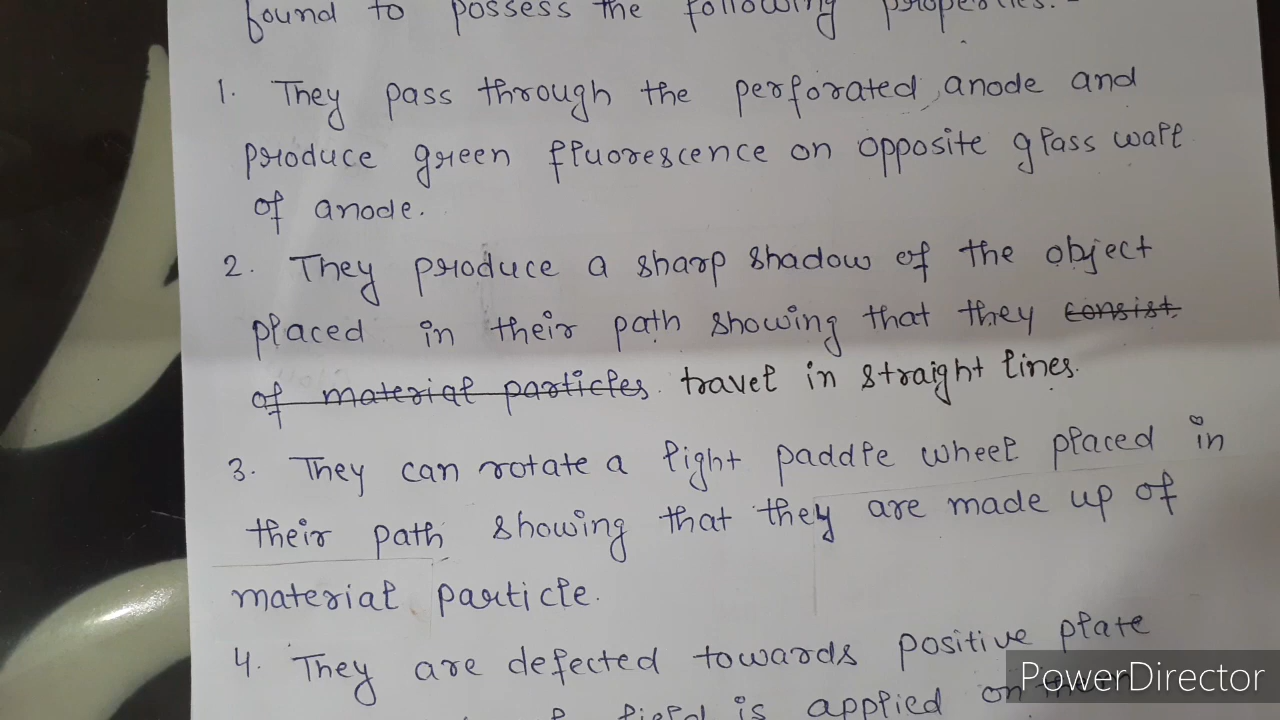 found to possess the following properties: -
1. They pass through the perforated, anode and
produce green fluorescence on opposite glass wall
of anode.
2. They produce a sharp shadow of the object
placed in their path showing that they consist
of material particles. travel in straight lines.
3. They can rotate a light paddle wheel placed in
their path showing that they are made up of
material particle.
4. They are defected towards positive plate
field is applied on them
PowerDirector